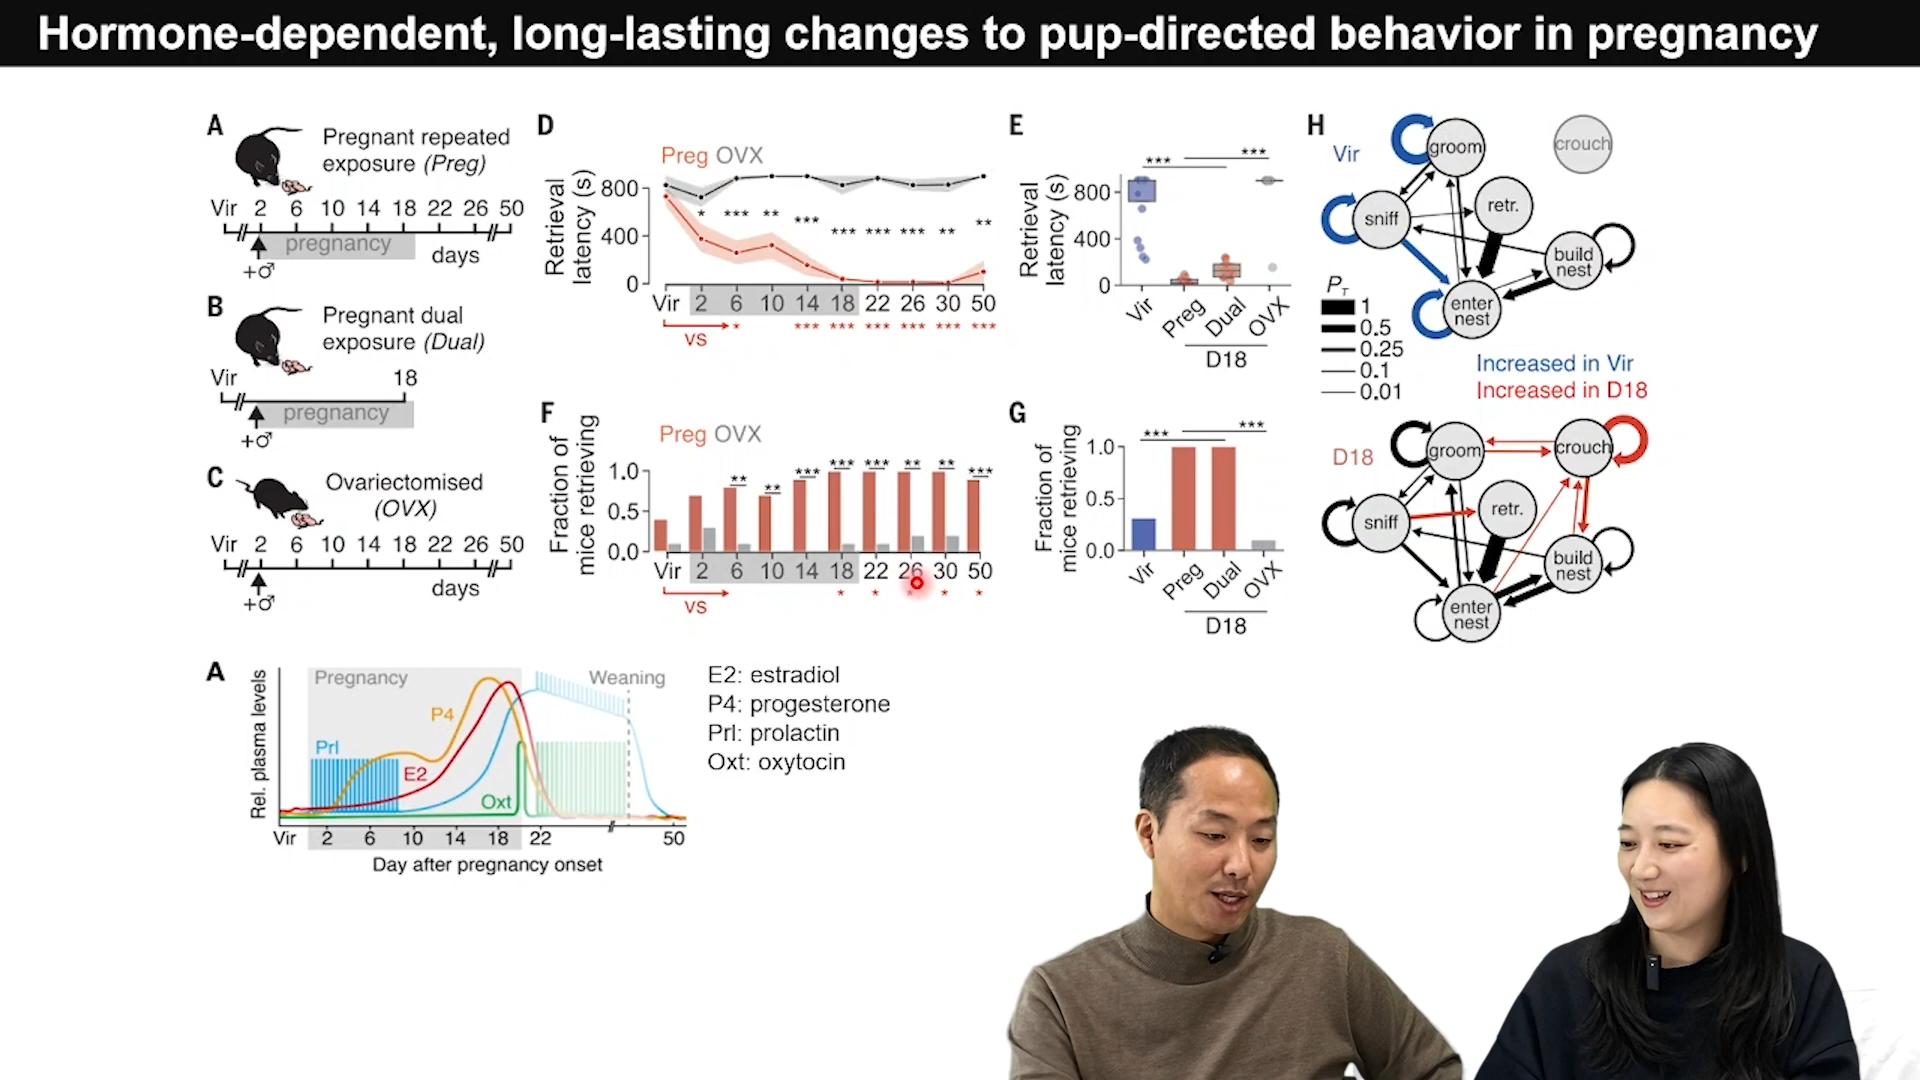 Hormone-dependent, long-lasting changes to pup-directed behavior in pregnancy
A
Pregnant repeated
exposure (Preg)
Vir 2 6 10 14 18 22 26 50
pregnancy
days
+♂
B
Pregnant dual
exposure (Dual)
Vir 18
pregnancy
+♂
C
Ovariectomised
(OVX)
Vir 2 6 10 14 18 22 26 50
days
+♂
D
Preg OVX
Retrieval
latency (s)
800
400
0
* *** ** *** *** *** *** ** **
Vir 2 6 10 14 18 22 26 30 50
vs
* *** *** *** *** *** ***
E
*** ***
Retrieval
latency (s)
800
400
0
Vir Preg Dual OVX
D18
F
Preg OVX
Fraction of
mice retrieving
1.0
0.5
0.0
** ** *** *** *** ** ** ***
Vir 2 6 10 14 18 22 26 30 50
vs
* * * * *
G
*** ***
Fraction of
mice retrieving
1.0
0.5
0.0
Vir Preg Dual OVX
D18
H
Vir
groom
crouch
sniff
retr.
build
nest
enter
nest
Pτ
1
0.5
0.25
0.1
0.01
Increased in Vir
Increased in D18
D18
groom
crouch
sniff
retr.
build
nest
enter
nest
A
Rel. plasma levels
Pregnancy
Weaning
P4
Prl
E2
Oxt
Vir 2 6 10 14 18 22 50
Day after pregnancy onset
E2: estradiol
P4: progesterone
Prl: prolactin
Oxt: oxytocin